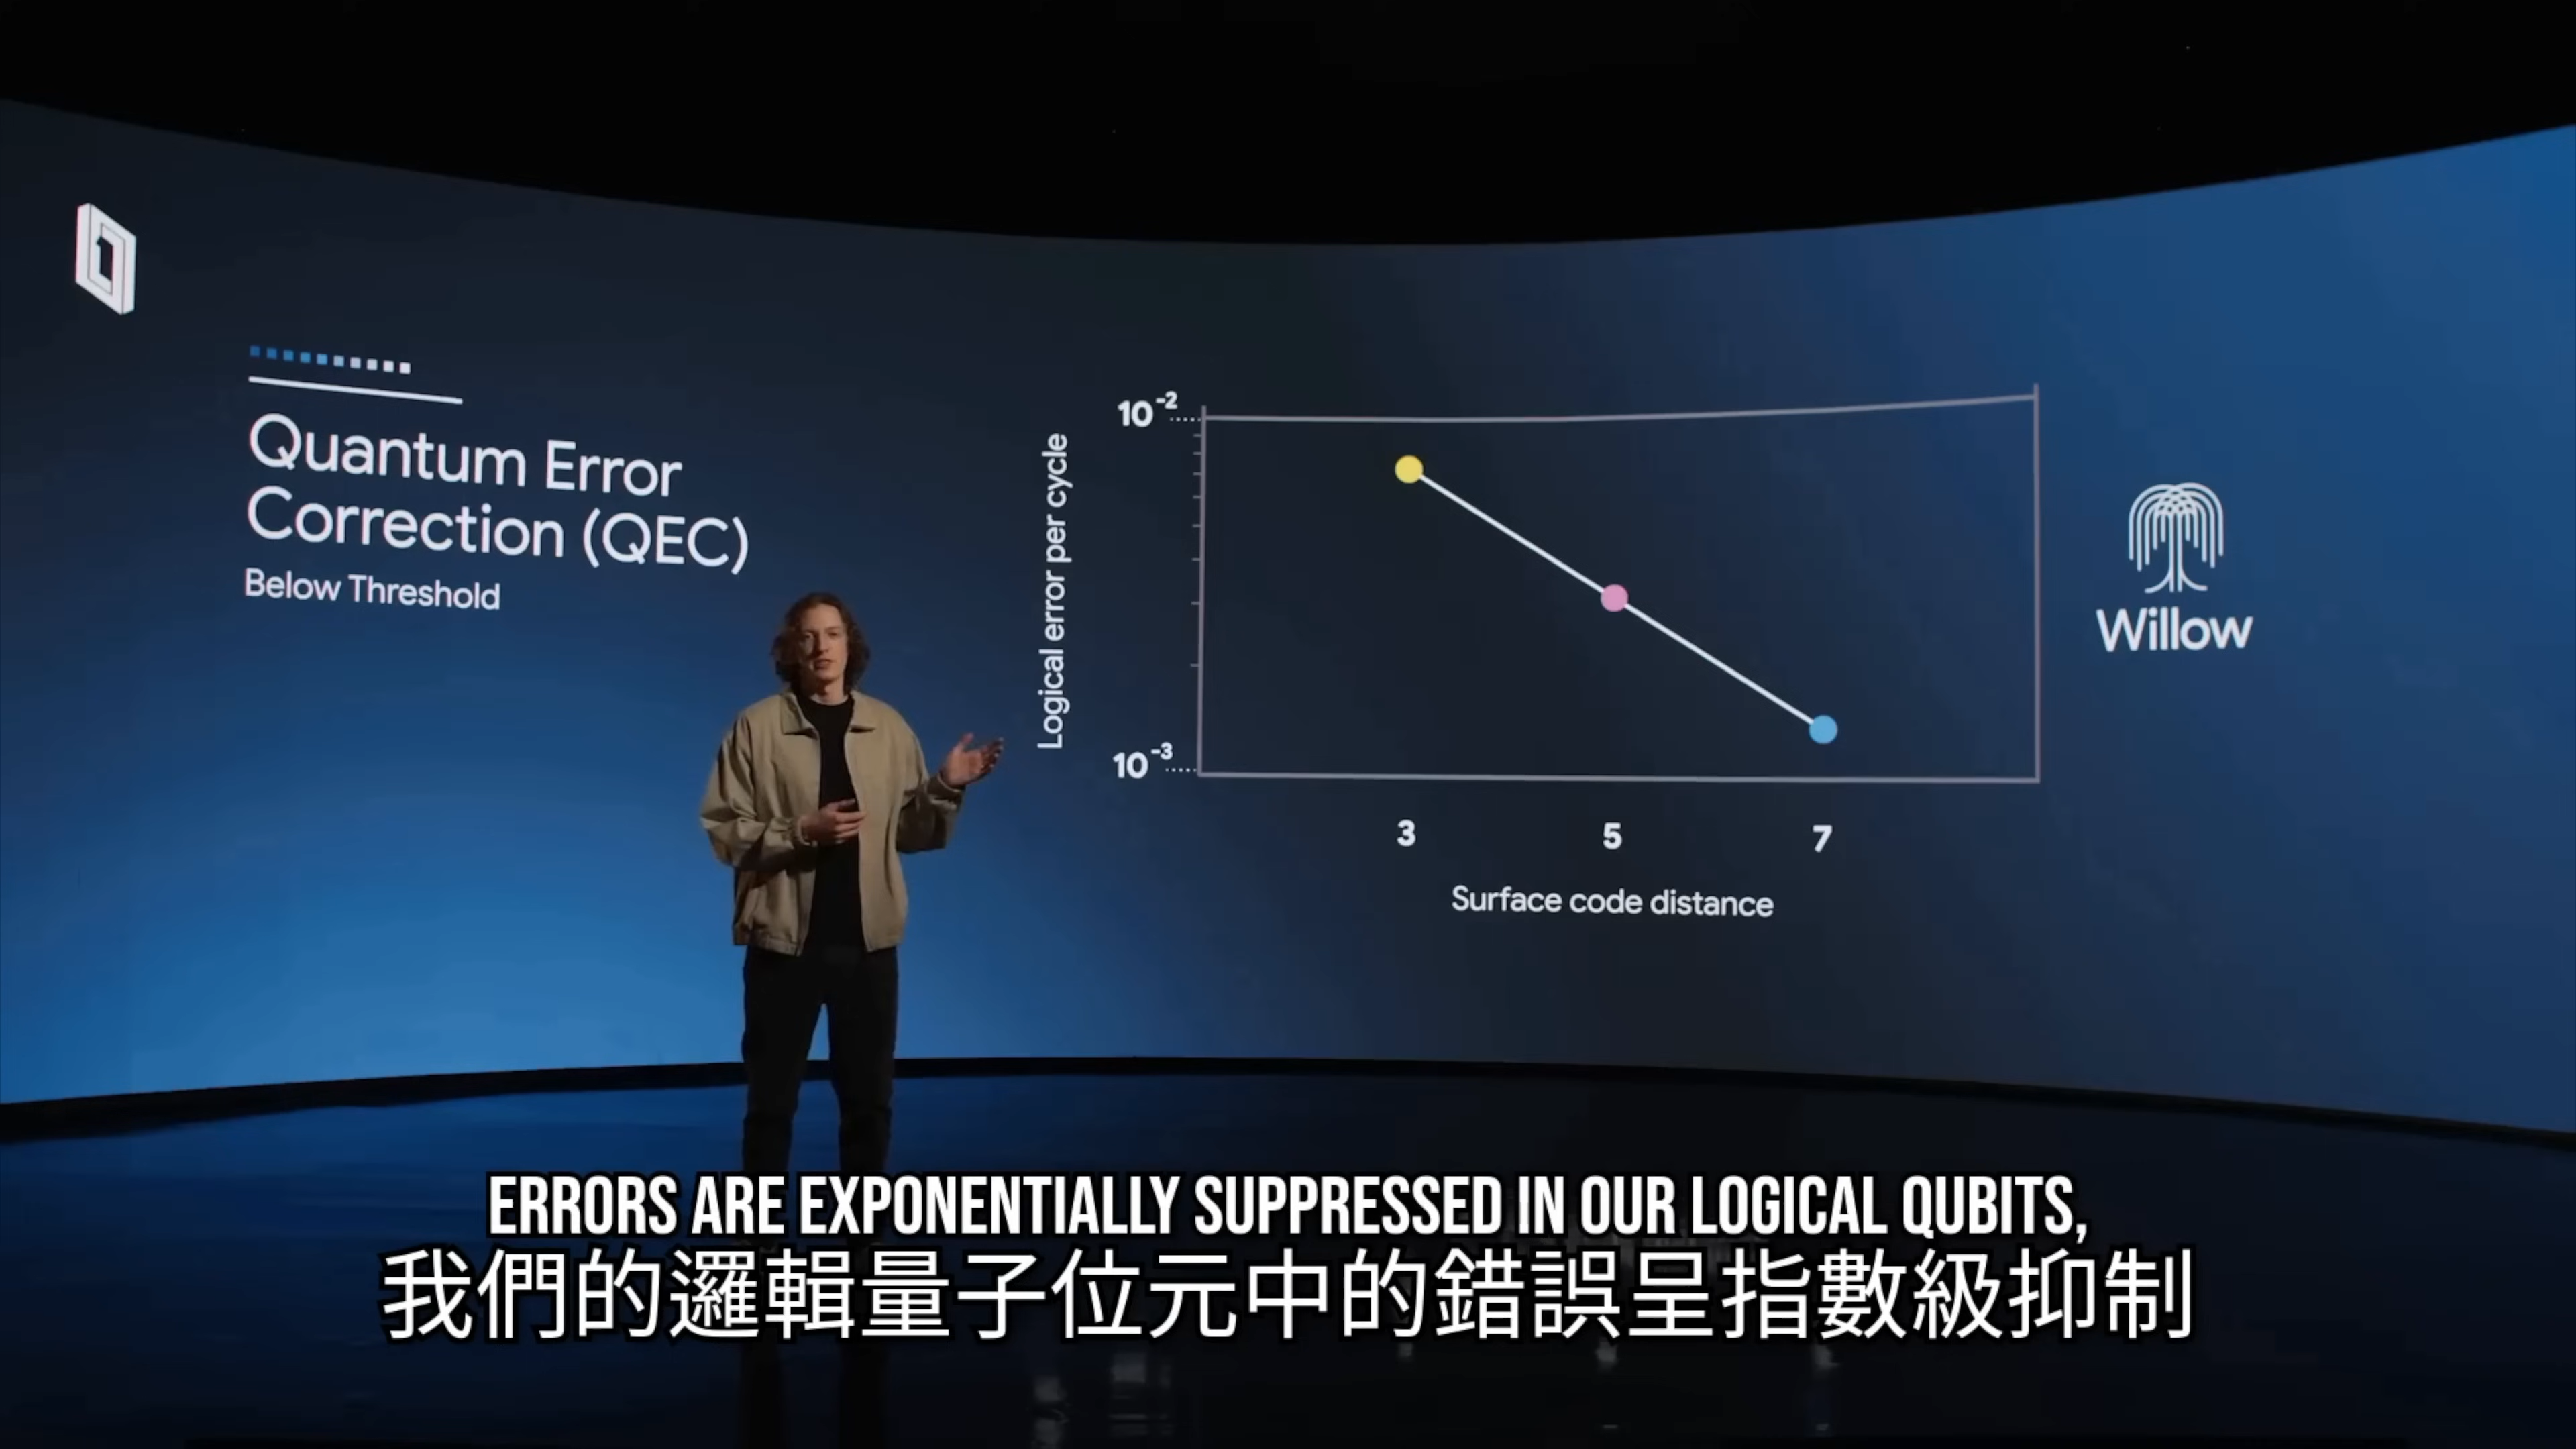 Quantum Error
Correction (QEC)
Below Threshold
Logical error per cycle
10⁻²
10⁻³
3 5 7
Surface code distance
Willow
ERRORS ARE EXPONENTIALLY SUPPRESSED IN OUR LOGICAL QUBITS,
我們的邏輯量子位元中的錯誤呈指數級抑制